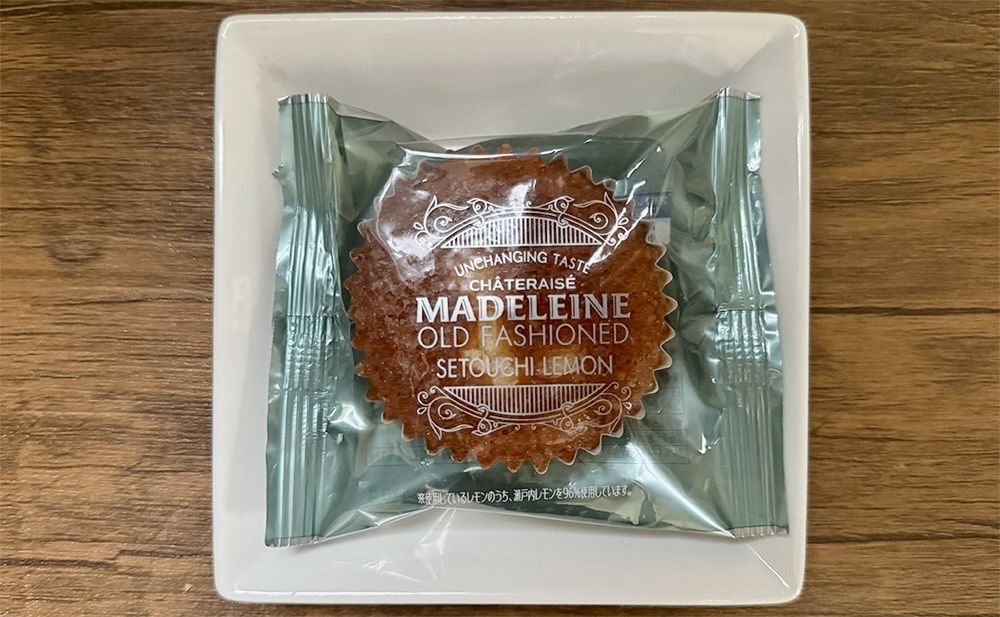 UNCHANGING TASTE
CHÂTERAISÉ
MADELEINE
OLD FASHIONED
SETOUCHI LEMON
※使用しているレモンのうち、瀬戸内レモンを96%使用しています。